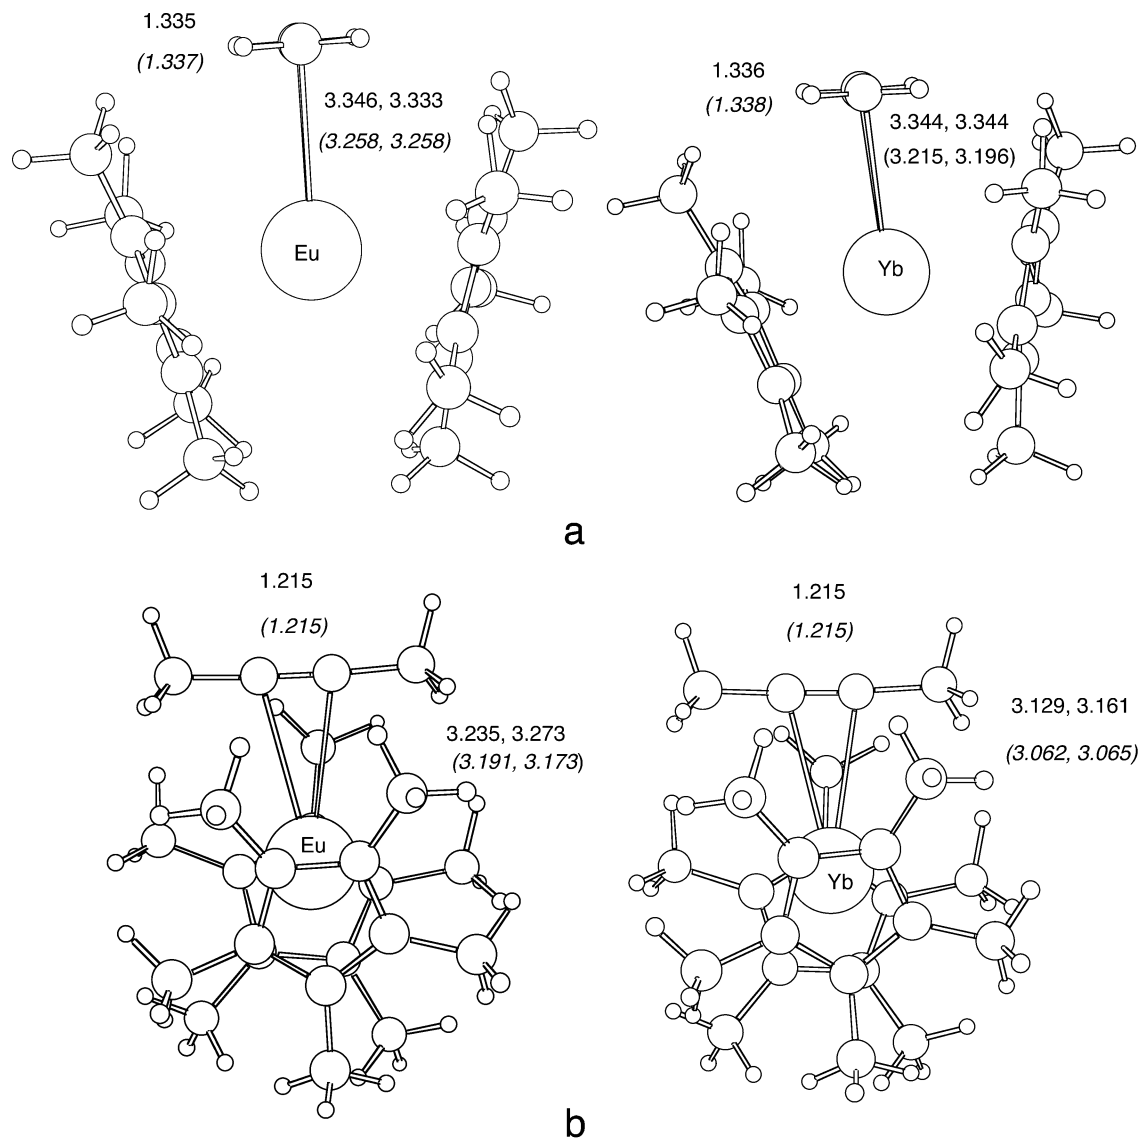 1.335
(1.337)
3.346, 3.333
(3.258, 3.258)
Eu
1.336
(1.338)
3.344, 3.344
(3.215, 3.196)
Yb
a
1.215
(1.215)
3.235, 3.273
(3.191, 3.173)
Eu
1.215
(1.215)
3.129, 3.161
(3.062, 3.065)
Yb
b